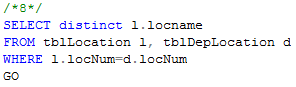 /*8*/
SELECT distinct l.locname
FROM tblLocation l, tblDepLocation d
WHERE l.locNum=d.locNum
GO